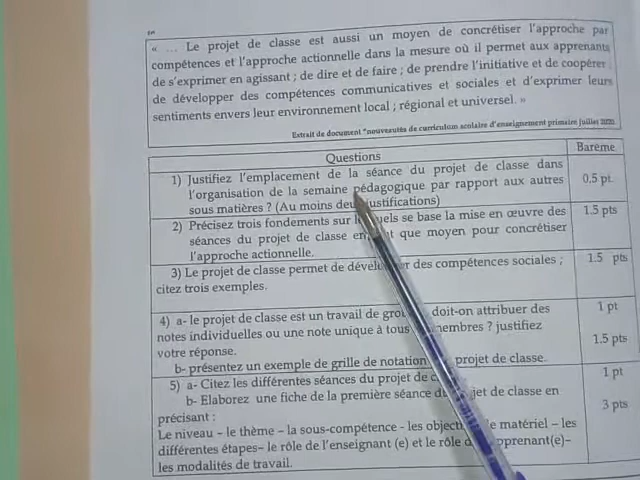 « ... Le projet de classe est aussi un moyen de concrétiser l'approche par
compétences et l'approche actionnelle dans la mesure où il permet aux apprenants
de s'exprimer en agissant ; de dire et de faire ; de prendre l'initiative et de coopérer
de développer des compétences communicatives et sociales et d'exprimer leurs
sentiments envers leur environnement local ; régional et universel. »
Extrait de document "nouveautés de curriculum scolaire d'enseignement primaire juillet 2020
Questions
Barème
1) Justifiez l'emplacement de la séance du projet de classe dans
l'organisation de la semaine pédagogique par rapport aux autres
sous matières ? (Au moins deux justifications)
0,5 pt.
2) Précisez trois fondements sur lesquels se base la mise en œuvre des
séances du projet de classe en tant que moyen pour concrétiser
l'approche actionnelle.
1.5 pts
3) Le projet de classe permet de développer des compétences sociales ;
citez trois exemples.
1.5 pts
4) a- le projet de classe est un travail de groupe, doit-on attribuer des
notes individuelles ou une note unique à tous membres ? justifiez
votre réponse.
1 pt
b- présentez un exemple de grille de notation projet de classe.
1.5 pts
5) a- Citez les différentes séances du projet de classe
1 pt
b- Elaborez une fiche de la première séance du projet de classe en
précisant :
3 pts
Le niveau – le thème – la sous-compétence - les objectifs le matériel – les
différentes étapes– le rôle de l'enseignant (e) et le rôle de apprenant(e)–
les modalités de travail.